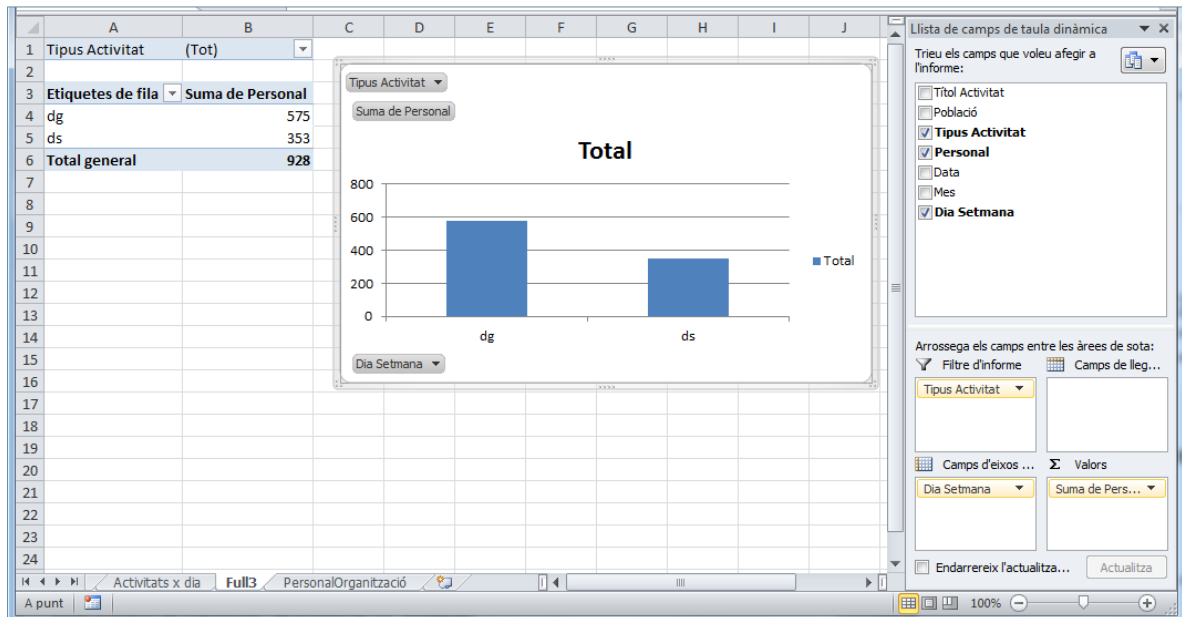 A B C D E F G H I J
1 Tipus Activitat (Tot)
2
3 Etiquetes de fila Suma de Personal
4 dg 575
5 ds 353
6 Total general 928
7
8
9
10
11
12
13
14
15
16
17
18
19
20
21
22
23
24
Tipus Activitat
Suma de Personal
Total
800
600
400
200
0
dg ds
Total
Dia Setmana
Llista de camps de taula dinàmica
Trieu els camps que voleu afegir a
l'informe:
Títol Activitat
Població
Tipus Activitat
Personal
Data
Mes
Dia Setmana
Arrossega els camps entre les àrees de sota:
Filtre d'informe Camps de lleg...
Tipus Activitat
Camps d'eixos ... Σ Valors
Dia Setmana Suma de Pers...
Endarrereix l'actualitza... Actualitza
Activitats x dia Full3 PersonalOrganització
A punt 100%